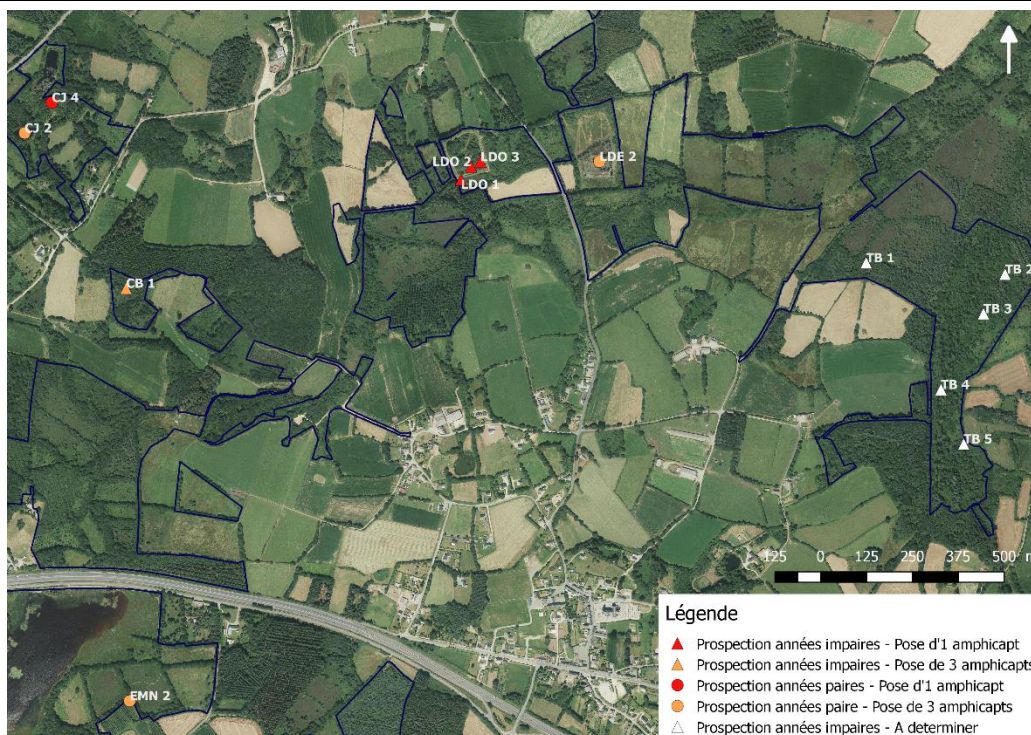 CJ 4
CJ 2
LDO 2
LDO 3
LDO 1
LDE 2
TB 1
TB 2
TB 3
CB 1
TB 4
TB 5
125 0 125 250 375 500 m
Légende
Prospection années impaires - Pose d'1 amphicapt
Prospection années impaires - Pose de 3 amphicapts
Prospection années paires - Pose d'1 amphicapt
Prospection années paire - Pose de 3 amphicapts
Prospection années impaires - A determiner
EMN 2